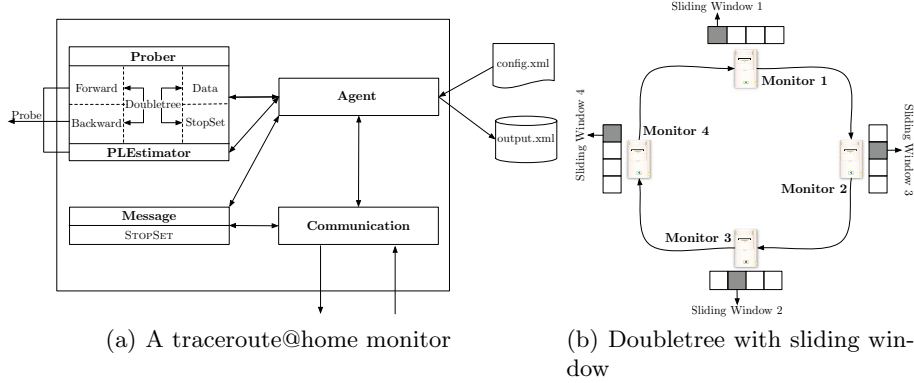 Prober
Forward
Data
Doubletree
Backward
StopSet
Probe
PLEstimator
Agent
config.xml
output.xml
Message
STOPSET
Communication
(a) A traceroute@home monitor
Sliding Window 1
Monitor 1
Sliding Window 4
Monitor 4
Sliding Window 3
Monitor 2
Monitor 3
Sliding Window 2
(b) Doubletree with sliding win-
dow